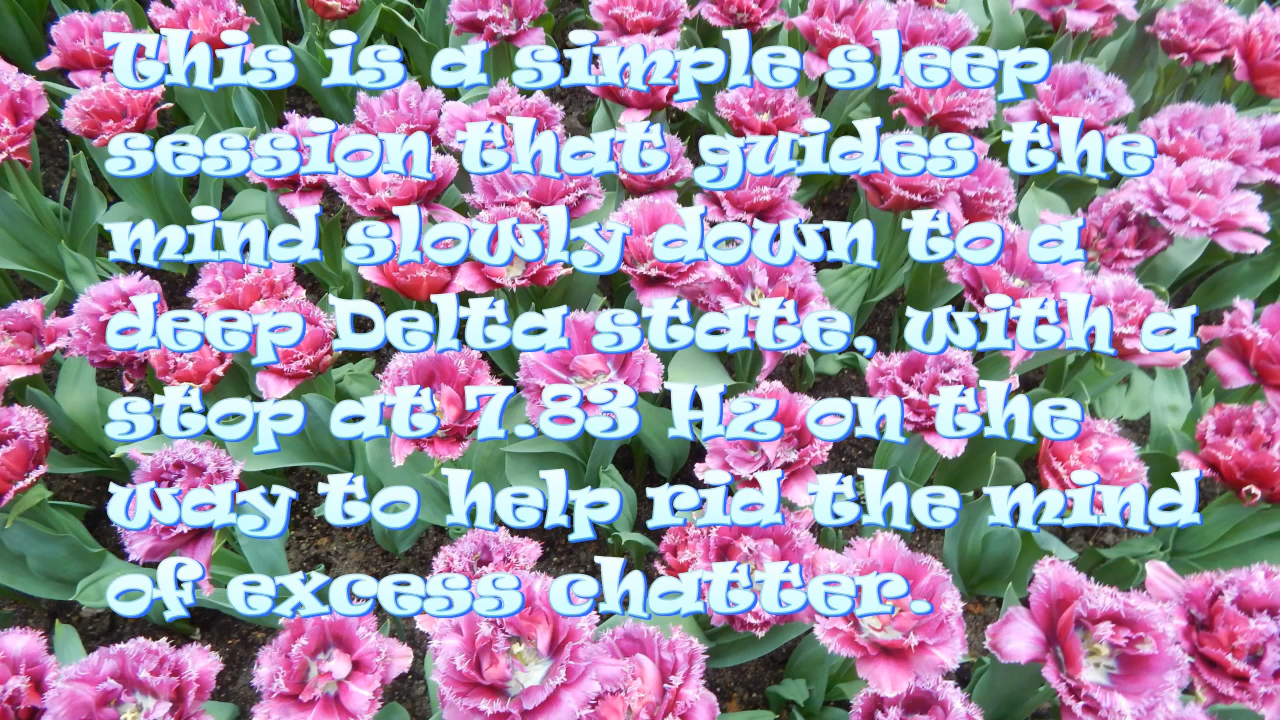 This is a simple sleep
session that guides the
mind slowly down to a
deep Delta state, with a
stop at 7.83 Hz on the
way to help rid the mind
of excess chatter.